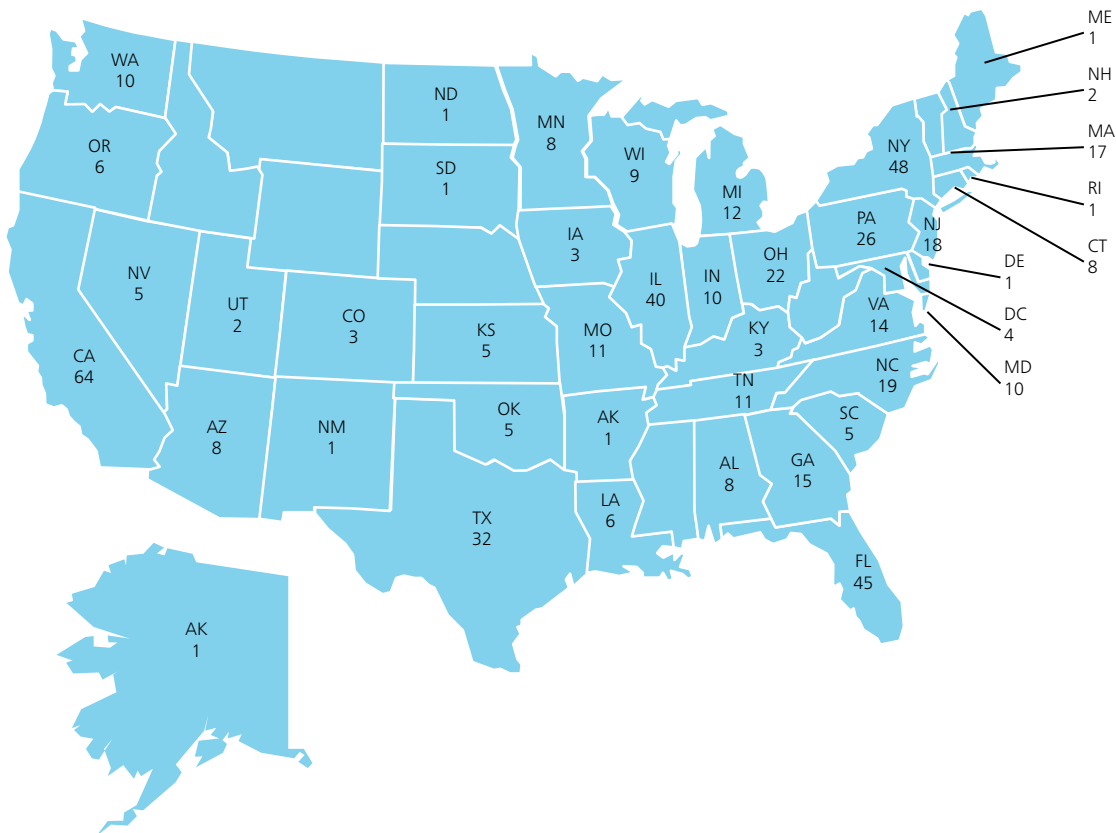 ME
1
WA
10
NH
2
ND
1
MN
8
MA
17
OR
6
NY
48
WI
9
SD
1
RI
1
MI
12
PA
26
NJ
18
IA
3
CT
8
OH
22
DE
1
NV
5
IL
40
IN
10
UT
2
VA
14
DC
4
CO
3
KS
5
MO
11
KY
3
CA
64
MD
10
NC
19
TN
11
OK
5
AK
1
SC
5
AZ
8
NM
1
AL
8
GA
15
LA
6
TX
32
FL
45
AK
1